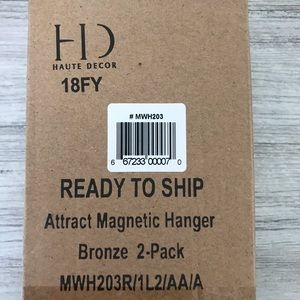 HD
HAUTE DECOR
18FY
# MWH203
6 67233 00007 0
READY TO SHIP
Attract Magnetic Hanger
Bronze 2-Pack
MWH203R/1L2/AA/A